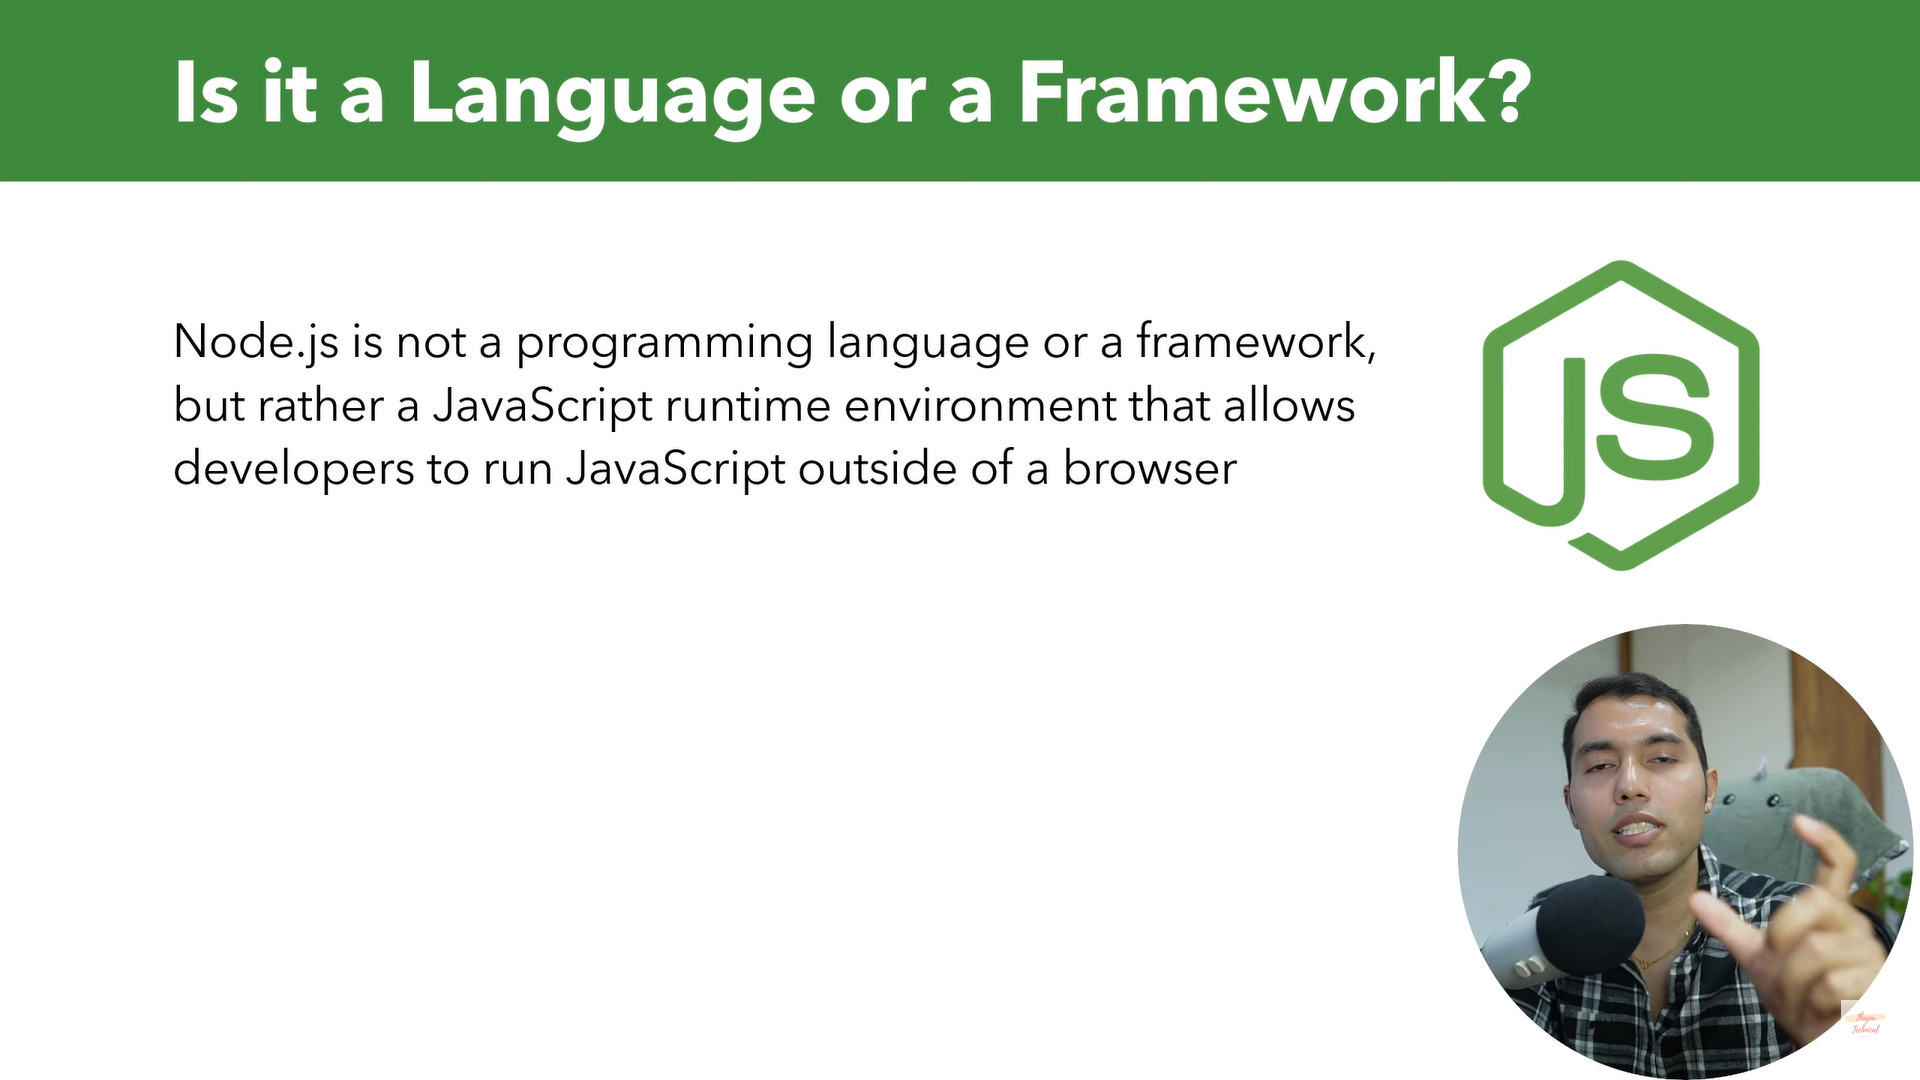 Is it a Language or a Framework?
Node.js is not a programming language or a framework,
but rather a JavaScript runtime environment that allows
developers to run JavaScript outside of a browser
JS
Technical